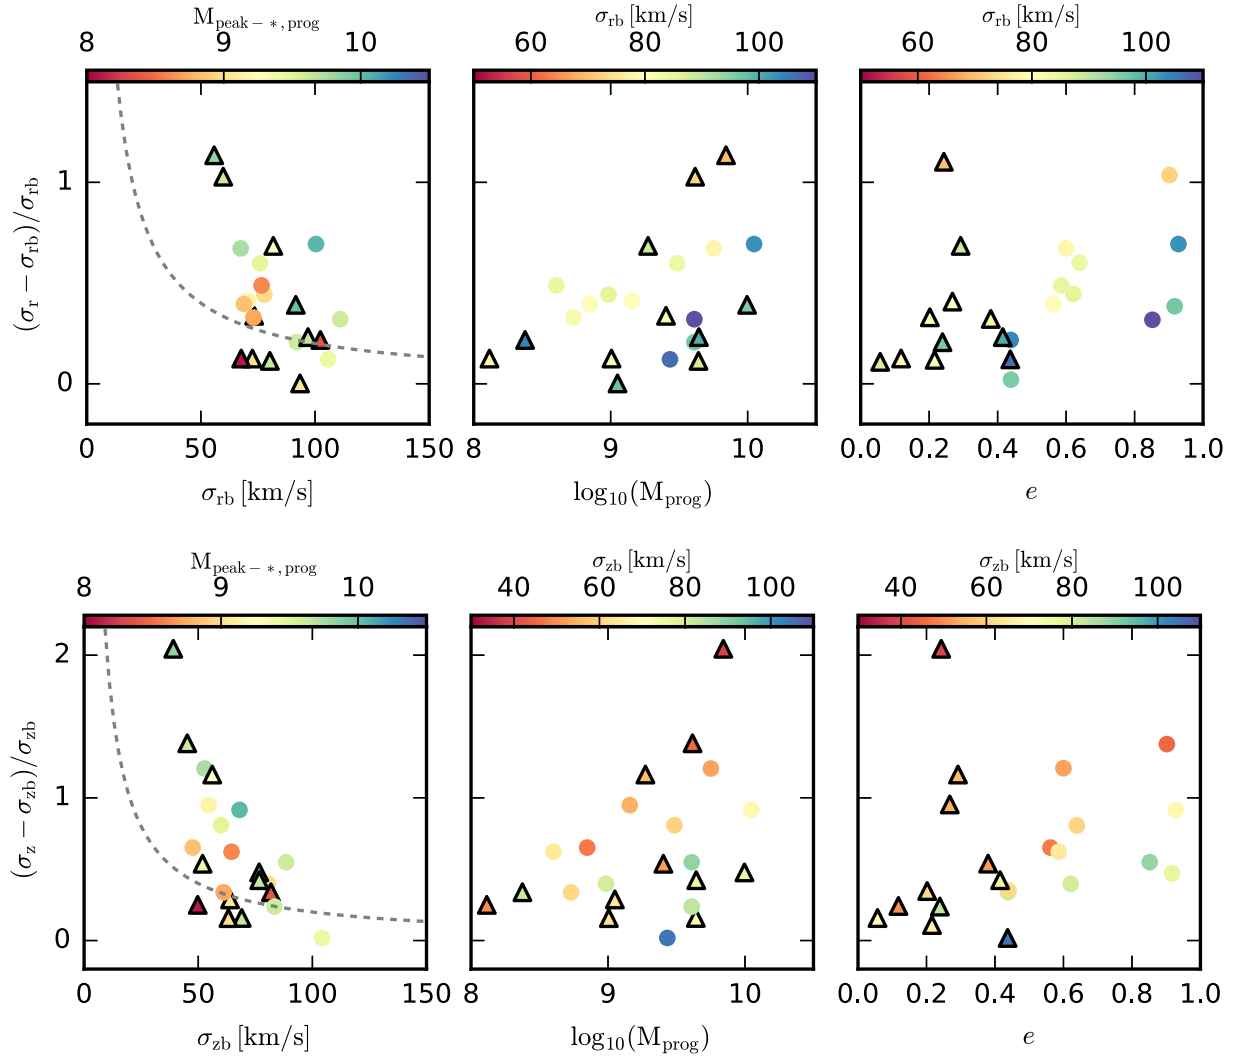 M_peak−∗,prog σ_rb [km/s] σ_rb [km/s]
8 9 10 60 80 100 60 80 100
(σ_r − σ_rb)/σ_rb
1
0
0 50 100 150 8 9 10 0.0 0.2 0.4 0.6 0.8 1.0
σ_rb [km/s] log₁₀(M_prog) e
M_peak−∗,prog σ_zb [km/s] σ_zb [km/s]
8 9 10 40 60 80 100 40 60 80 100
(σ_z − σ_zb)/σ_zb
2
1
0
0 50 100 150 8 9 10 0.0 0.2 0.4 0.6 0.8 1.0
σ_zb [km/s] log₁₀(M_prog) e